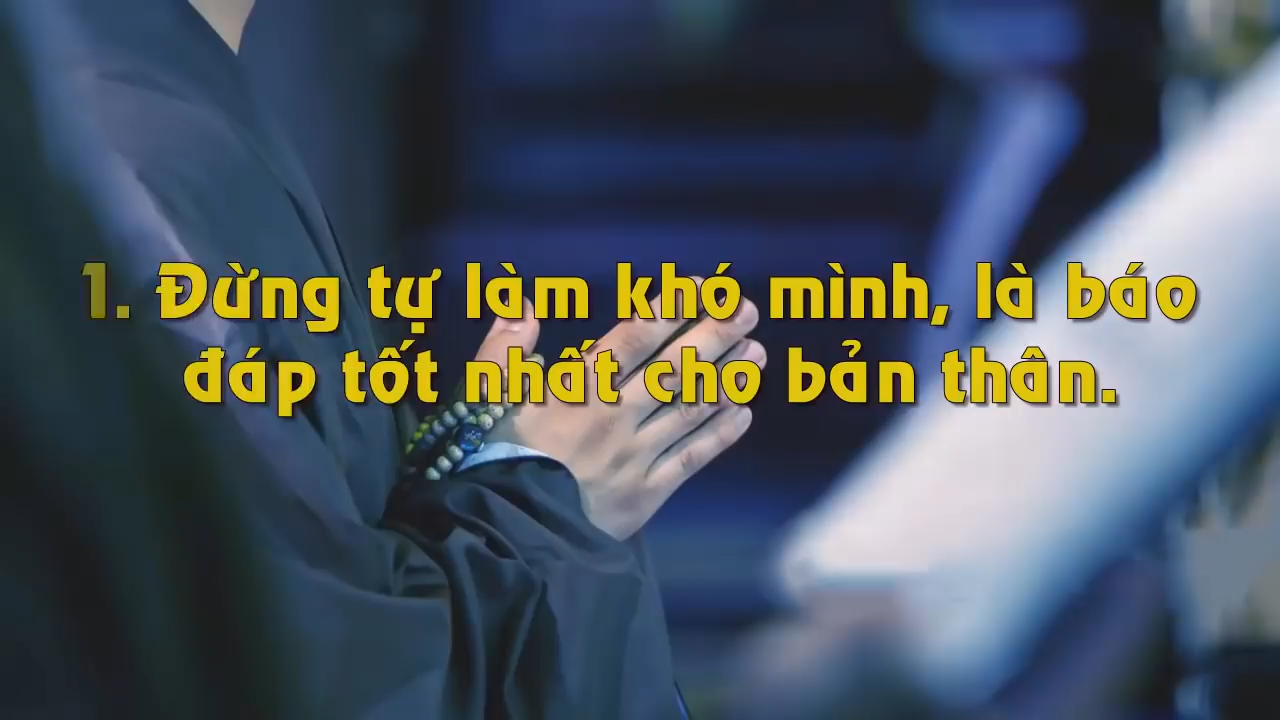 1. Đừng tự làm khó mình, là báo
đáp tốt nhất cho bản thân.